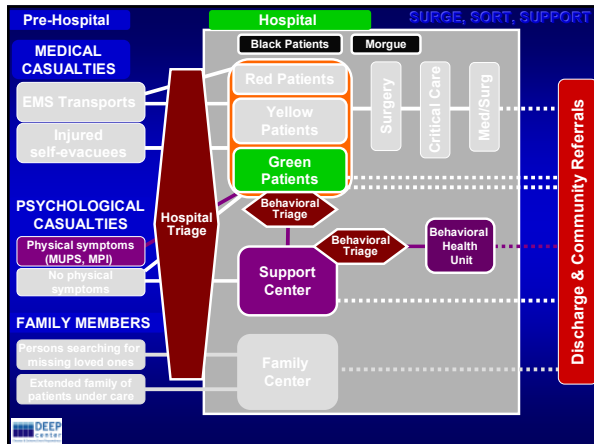 Pre-Hospital
Hospital
SURGE, SORT, SUPPORT
Black Patients
Morgue
MEDICAL
CASUALTIES
EMS Transports
Injured
self-evacuees
Red Patients
Yellow
Patients
Green
Patients
Surgery
Critical Care
Med/Surg
Hospital
Triage
Behavioral
Triage
PSYCHOLOGICAL
CASUALTIES
Physical symptoms
(MUPS, MPI)
No physical
symptoms
Support
Center
Behavioral
Triage
Behavioral
Health
Unit
Discharge & Community Referrals
FAMILY MEMBERS
Persons searching for
missing loved ones
Extended family of
patients under care
Family
Center
DEEP
center